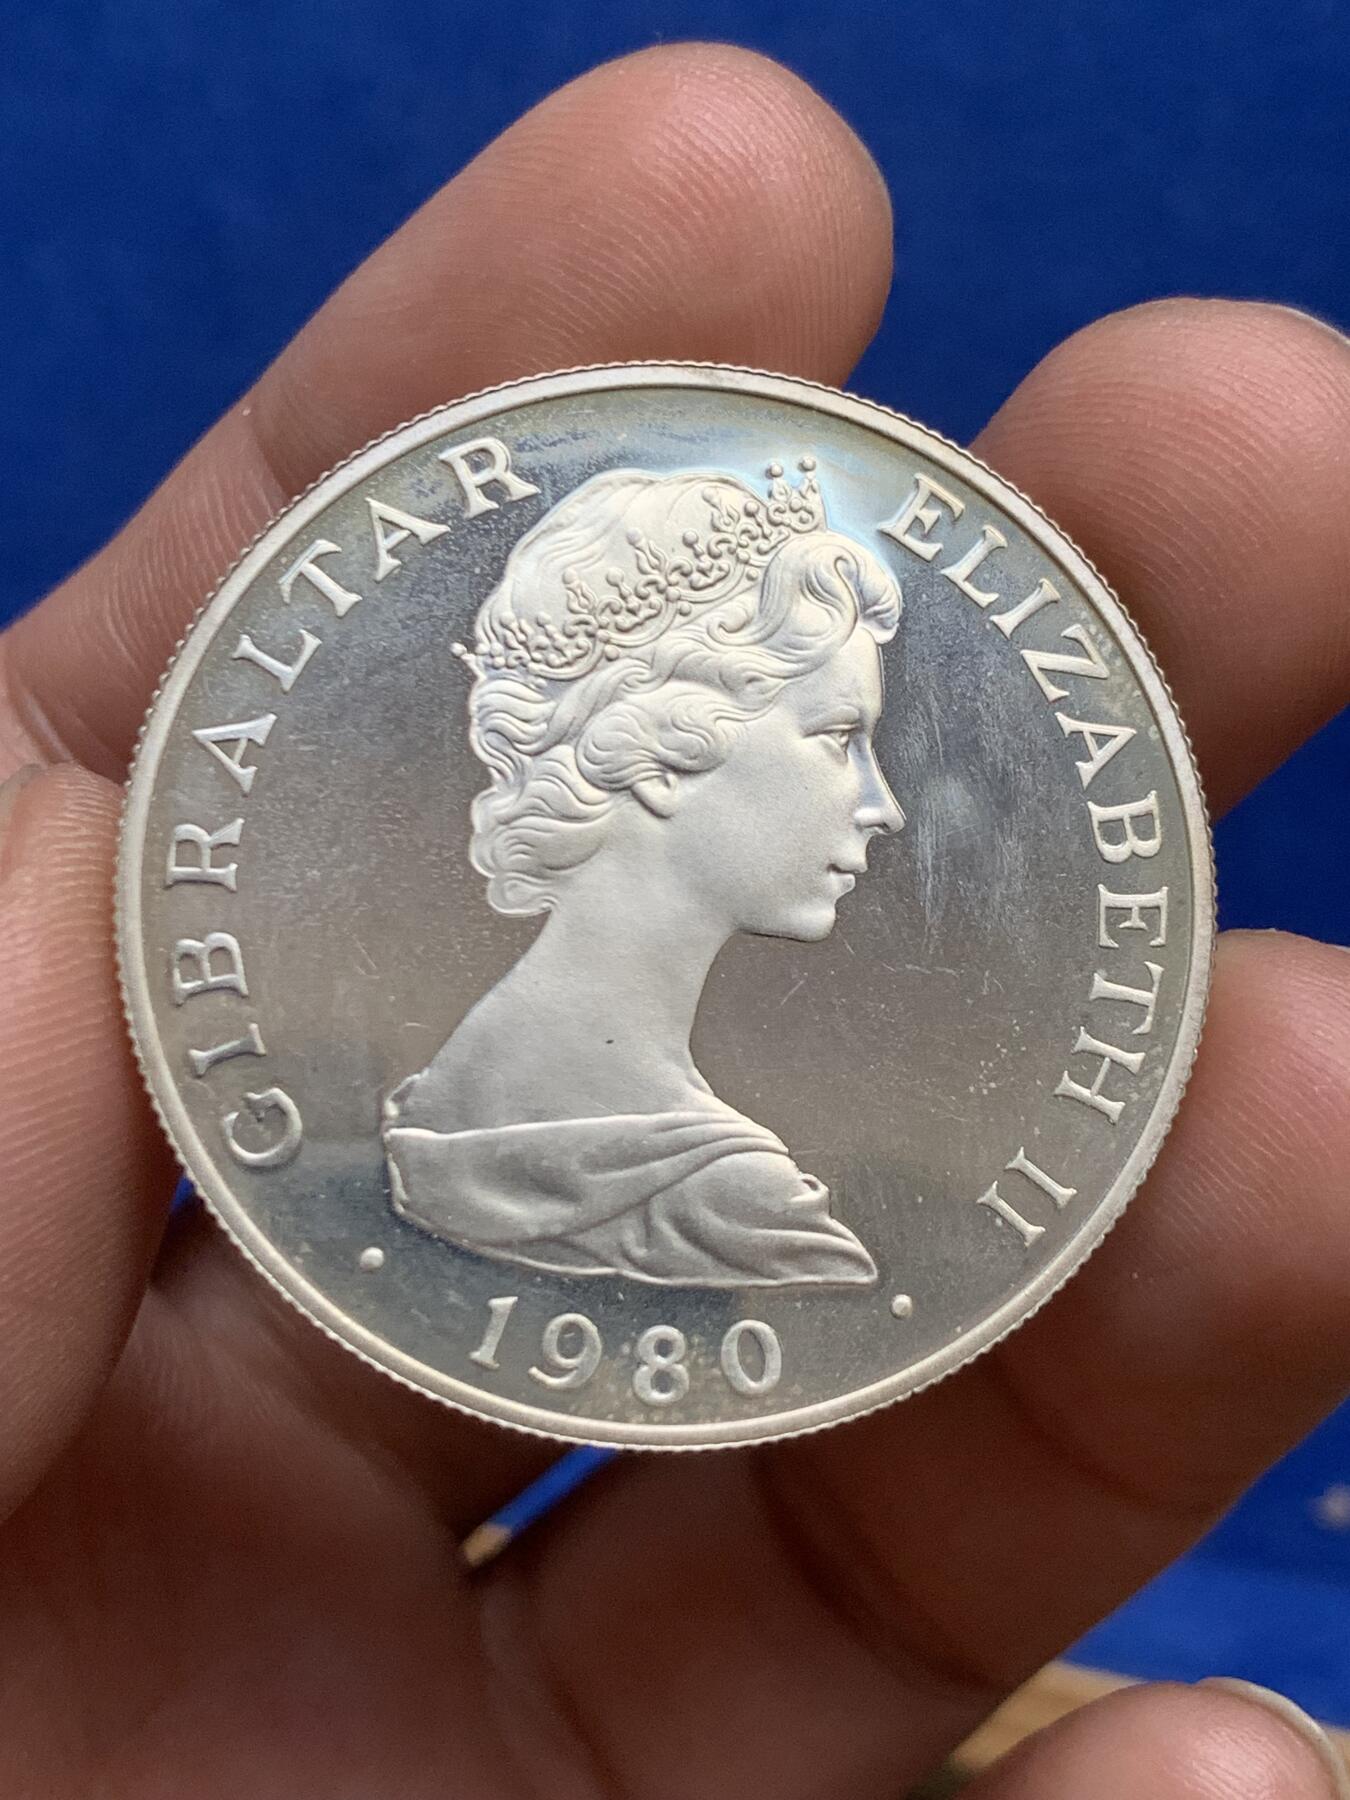 GIBRALTAR ELIZABETH II
• 1980 •